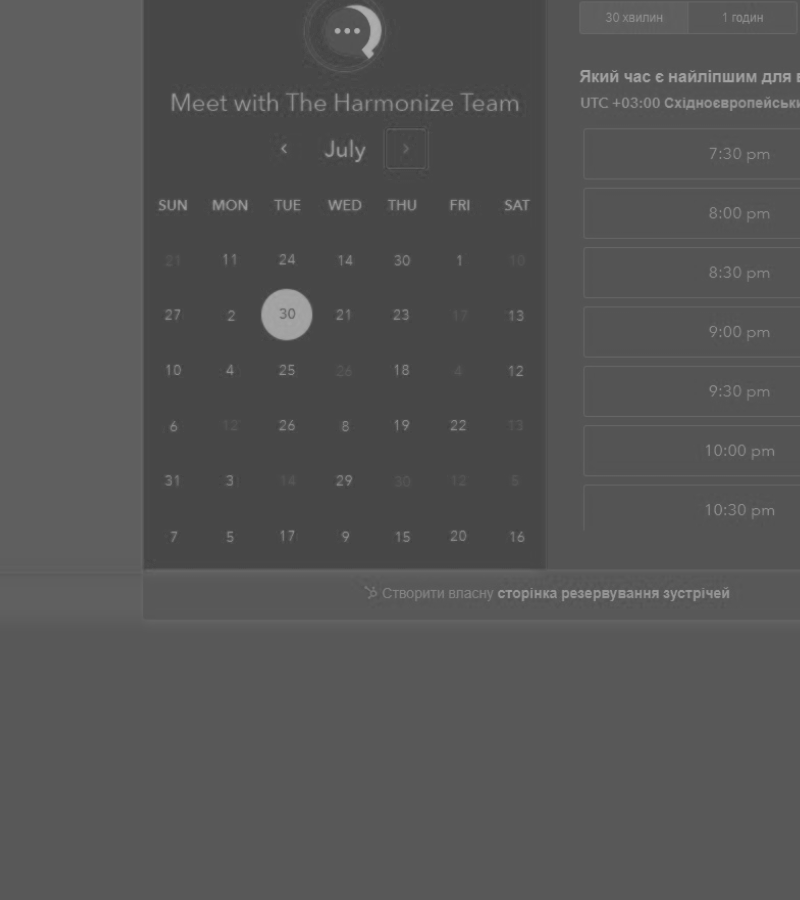 30 хвилин 1 годин
Який час є найліпшим для
UTC +03:00 Східноєвропейськи
Meet with The Harmonize Team
July
SUN MON TUE WED THU FRI SAT
21 11 24 14 30 1 10
27 2 30 21 23 17 13
10 4 25 26 18 4 12
6 12 26 8 19 22 13
31 3 14 29 30 12 5
7 5 17 9 15 20 16
7:30 pm
8:00 pm
8:30 pm
9:00 pm
9:30 pm
10:00 pm
10:30 pm
Створити власну сторінка резервування зустрічей